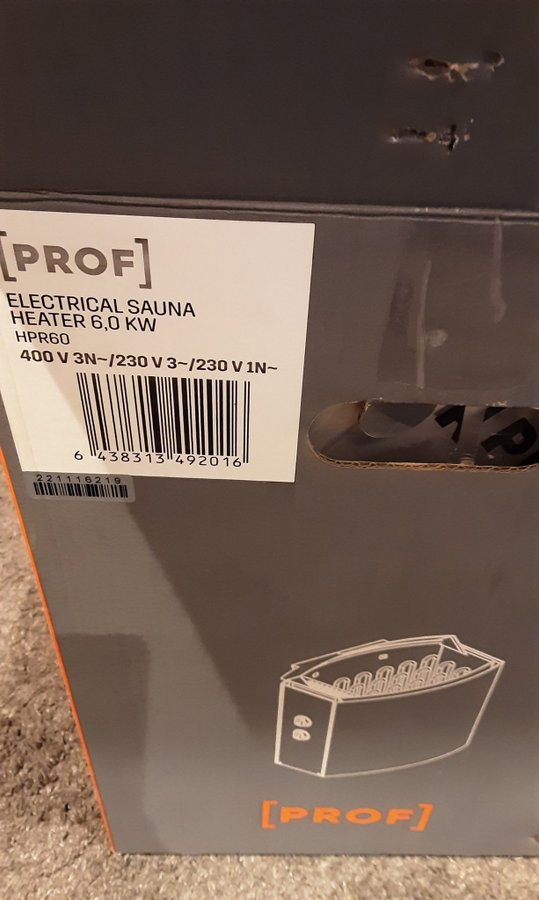 [PROF]
ELECTRICAL SAUNA
HEATER 6,0 KW
HPR60
400 V 3N~/230 V 3~/230 V 1N~
6 438313 492016
221116219
[PROF]